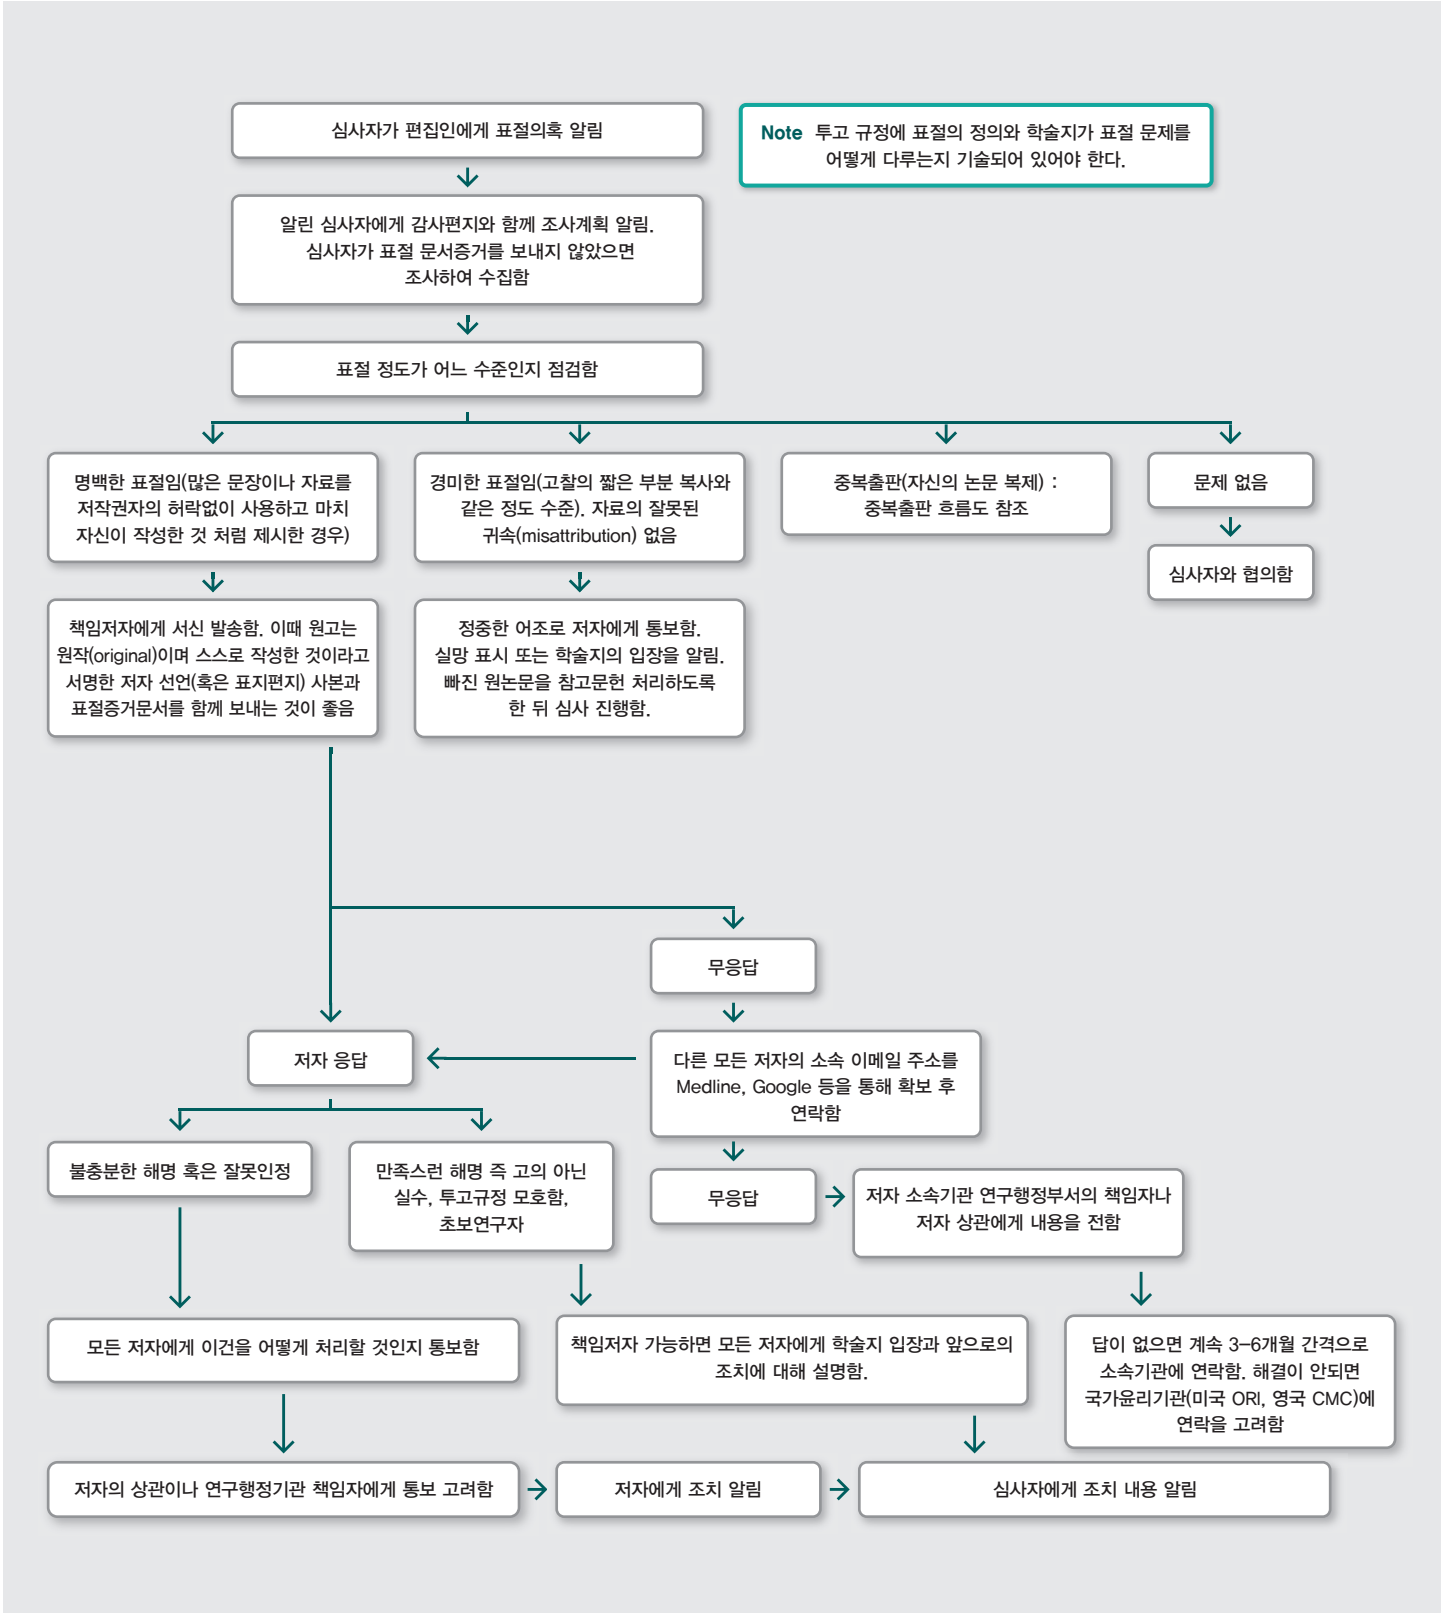 심사자가 편집인에게 표절의혹 알림
Note 투고 규정에 표절의 정의와 학술지가 표절 문제를
어떻게 다루는지 기술되어 있어야 한다.
알린 심사자에게 감사편지와 함께 조사계획 알림.
심사자가 표절 문서증거를 보내지 않았으면
조사하여 수집함
표절 정도가 어느 수준인지 점검함
명백한 표절임(많은 문장이나 자료를
저작권자의 허락없이 사용하고 마치
자신이 작성한 것 처럼 제시한 경우)
경미한 표절임(고찰의 짧은 부분 복사와
같은 정도 수준). 자료의 잘못된
귀속(misattribution) 없음
중복출판(자신의 논문 복제) :
중복출판 흐름도 참조
문제 없음
심사자와 협의함
책임저자에게 서신 발송함. 이때 원고는
원작(original)이며 스스로 작성한 것이라고
서명한 저자 선언(혹은 표지편지) 사본과
표절증거문서를 함께 보내는 것이 좋음
정중한 어조로 저자에게 통보함.
실망 표시 또는 학술지의 입장을 알림.
빠진 원논문을 참고문헌 처리하도록
한 뒤 심사 진행함.
무응답
저자 응답
다른 모든 저자의 소속 이메일 주소를
Medline, Google 등을 통해 확보 후
연락함
불충분한 해명 혹은 잘못인정
만족스런 해명 즉 고의 아닌
실수, 투고규정 모호함,
초보연구자
무응답
저자 소속기관 연구행정부서의 책임자나
저자 상관에게 내용을 전함
모든 저자에게 이건을 어떻게 처리할 것인지 통보함
책임저자 가능하면 모든 저자에게 학술지 입장과 앞으로의
조치에 대해 설명함.
답이 없으면 계속 3-6개월 간격으로
소속기관에 연락함. 해결이 안되면
국가윤리기관(미국 ORI, 영국 CMC)에
연락을 고려함
저자의 상관이나 연구행정기관 책임자에게 통보 고려함
저자에게 조치 알림
심사자에게 조치 내용 알림